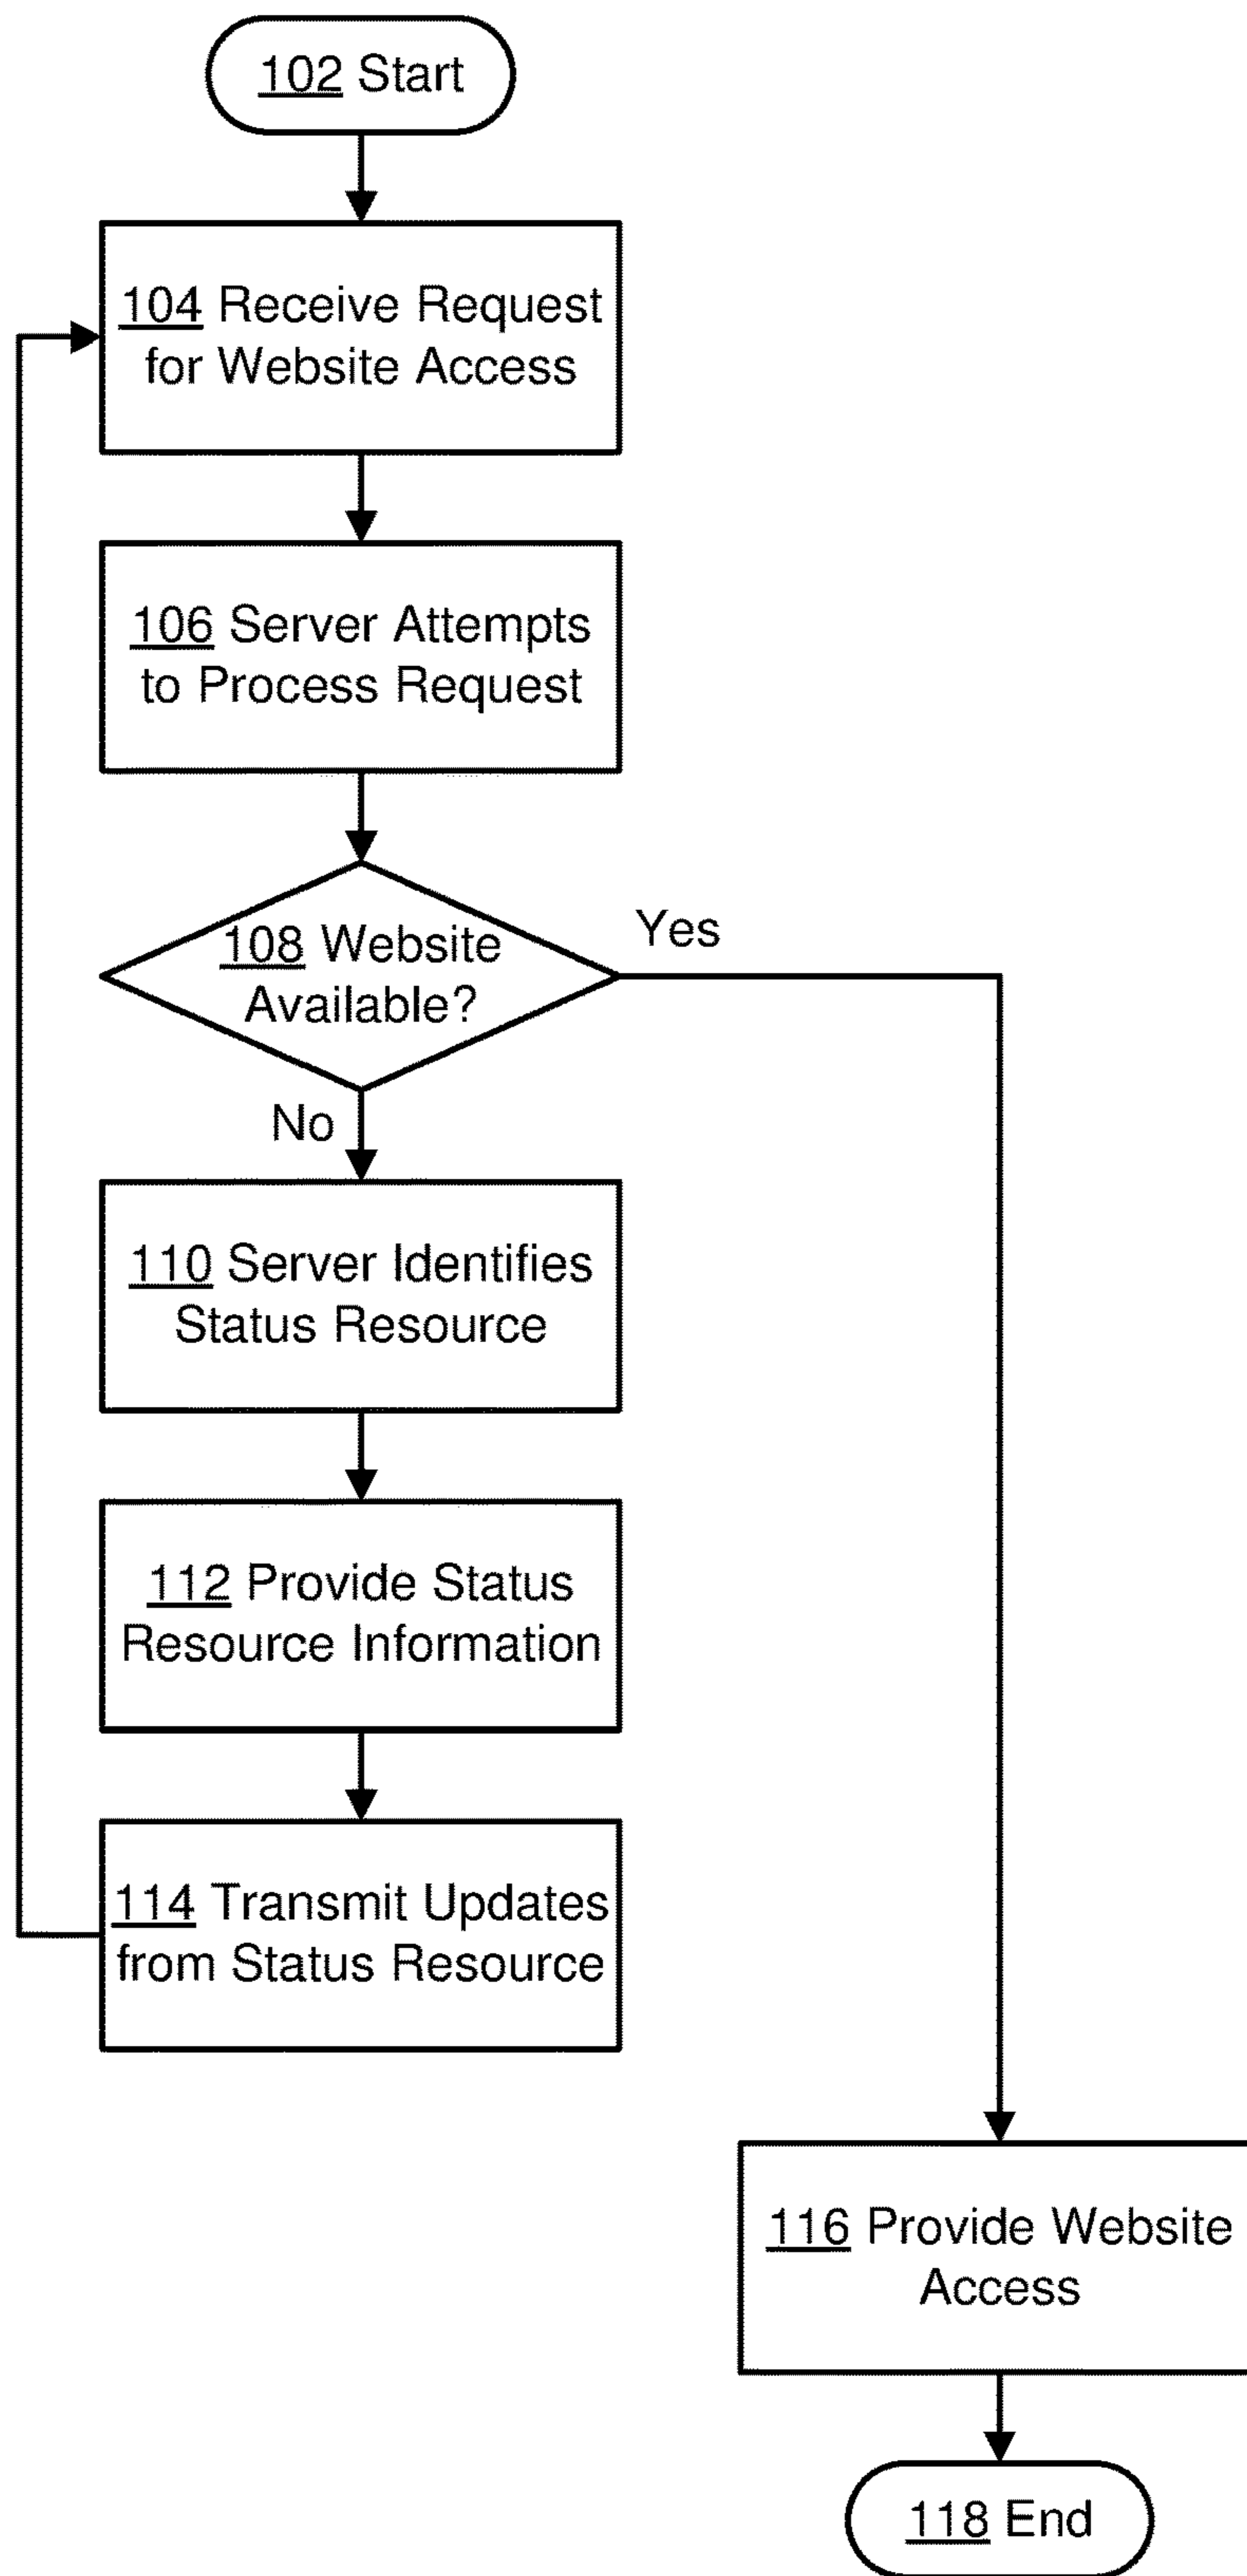 102 Start
104 Receive Request
for Website Access
106 Server Attempts
to Process Request
108 Website
Available?
Yes
No
110 Server Identifies
Status Resource
112 Provide Status
Resource Information
114 Transmit Updates
from Status Resource
116 Provide Website
Access
118 End